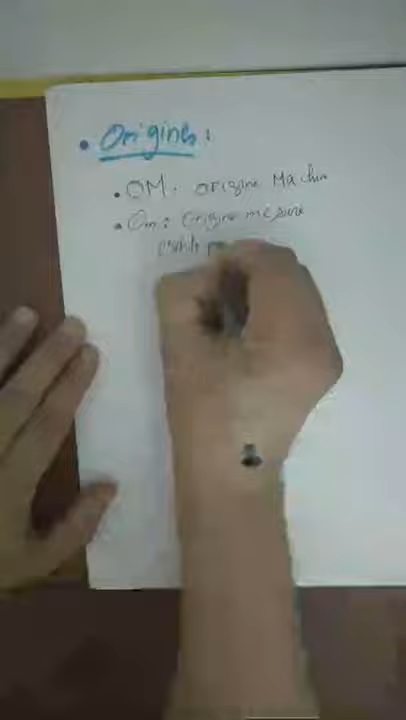 • Origines :
• OM : origine Machine
• Om : Origine mesure